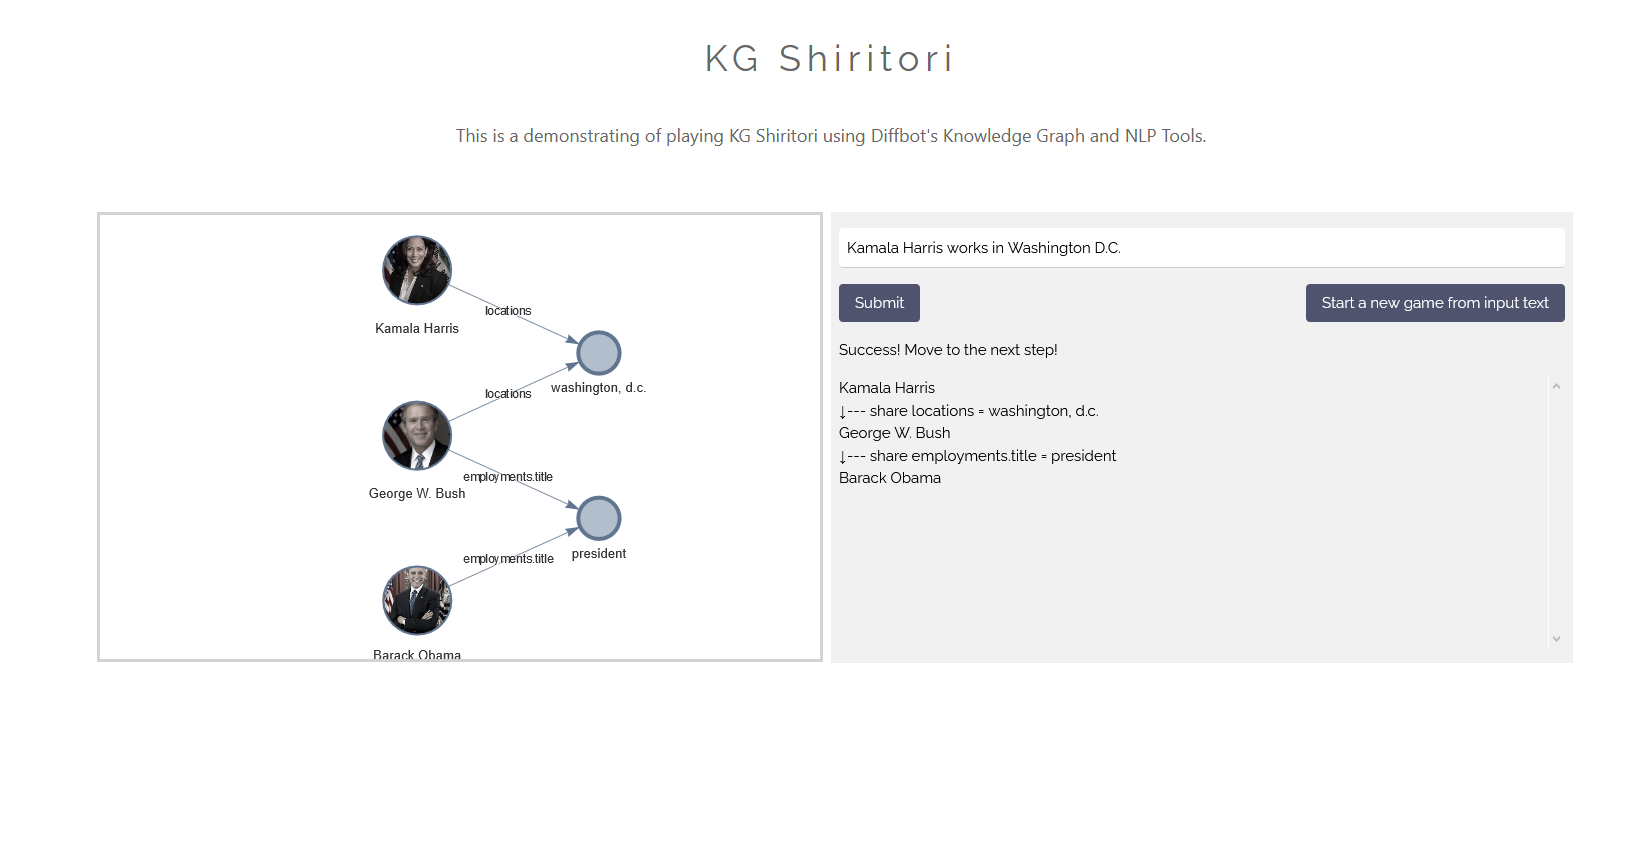 KG Shiritori
This is a demonstrating of playing KG Shiritori using Diffbot's Knowledge Graph and NLP Tools.
locations
Kamala Harris
washington, d.c.
locations
employments.title
George W. Bush
president
employments.title
Barack Obama
Kamala Harris works in Washington D.C.
Submit
Start a new game from input text
Success! Move to the next step!
Kamala Harris
↓--- share locations = washington, d.c.
George W. Bush
↓--- share employments.title = president
Barack Obama